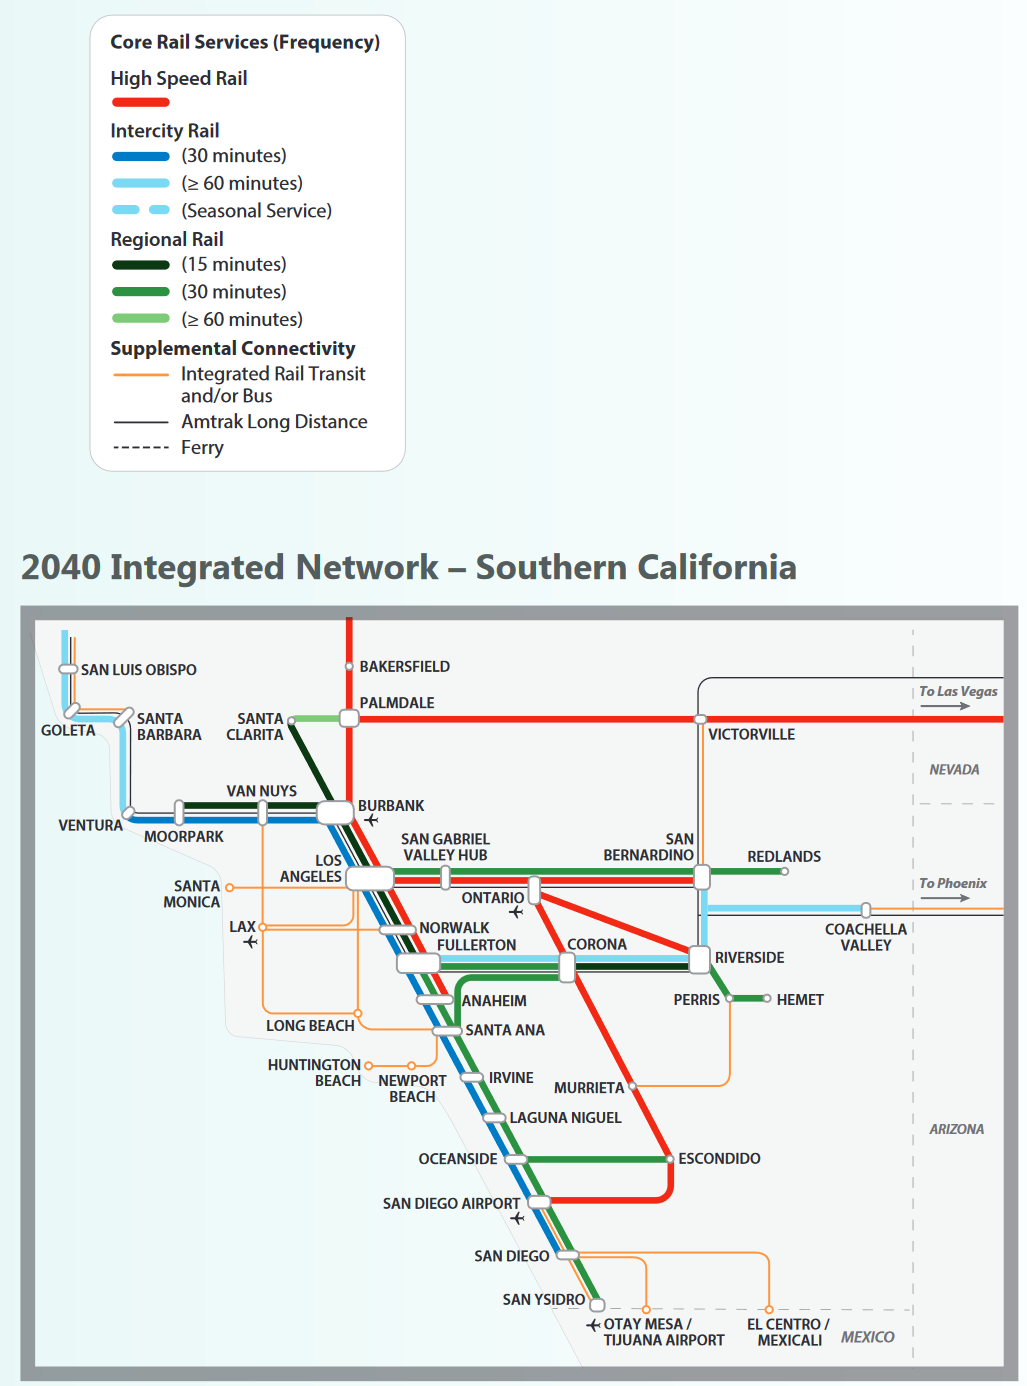 Core Rail Services (Frequency)
High Speed Rail
Intercity Rail
(30 minutes)
(≥ 60 minutes)
(Seasonal Service)
Regional Rail
(15 minutes)
(30 minutes)
(≥ 60 minutes)
Supplemental Connectivity
Integrated Rail Transit
and/or Bus
Amtrak Long Distance
Ferry
2040 Integrated Network – Southern California
SAN LUIS OBISPO
BAKERSFIELD
PALMDALE
To Las Vegas
GOLETA
SANTA
BARBARA
SANTA
CLARITA
VICTORVILLE
NEVADA
VAN NUYS
BURBANK
VENTURA
MOORPARK
SAN GABRIEL
VALLEY HUB
SAN
BERNARDINO
REDLANDS
LOS
ANGELES
SANTA
MONICA
ONTARIO
To Phoenix
LAX
NORWALK
FULLERTON
CORONA
COACHELLA
VALLEY
RIVERSIDE
ANAHEIM
PERRIS
HEMET
LONG BEACH
SANTA ANA
HUNTINGTON
BEACH
NEWPORT
BEACH
IRVINE
MURRIETA
LAGUNA NIGUEL
ARIZONA
OCEANSIDE
ESCONDIDO
SAN DIEGO AIRPORT
SAN DIEGO
SAN YSIDRO
OTAY MESA /
TIJUANA AIRPORT
EL CENTRO /
MEXICALI
MEXICO